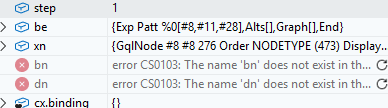 step 1
be {Exp Patt %0[#8,#11,#28],Alts[],Graph[],End}
xn {GqlNode #8 #8 276 Order NODETYPE (473) Display...
bn error CS0103: The name 'bn' does not exist in th...
dn error CS0103: The name 'dn' does not exist in th...
cx.binding {}